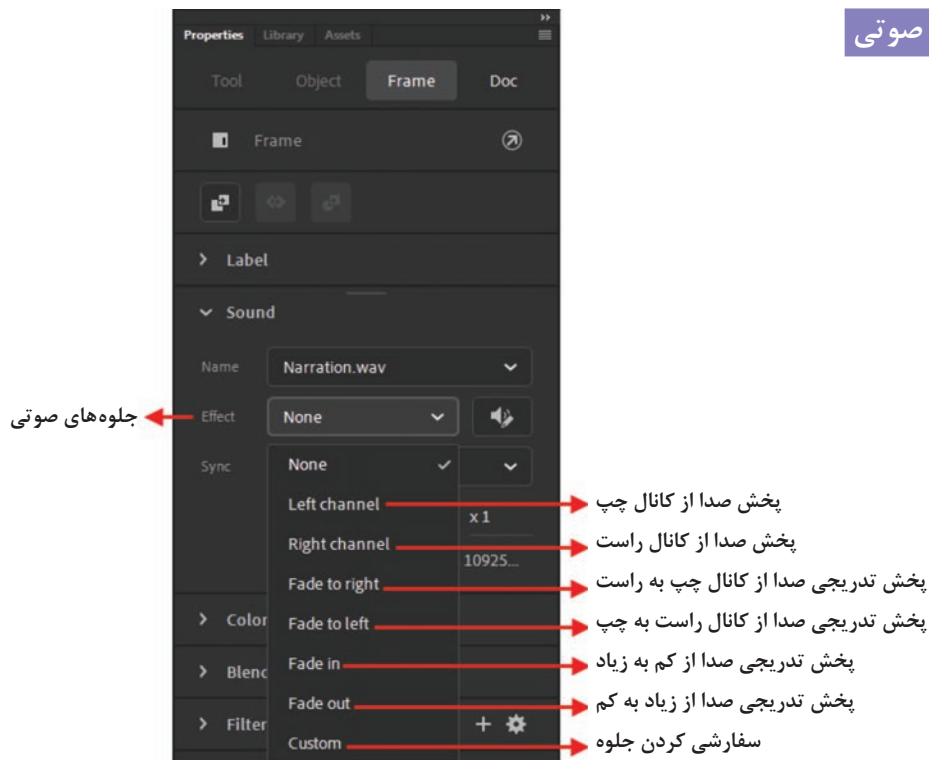 صوتی
Properties Library Assets
Tool Object Frame Doc
Frame
Label
Sound
Name Narration.wav
جلوه‌های صوتی Effect None
Sync None
Left channel پخش صدا از کانال چپ
x 1
Right channel پخش صدا از کانال راست
10925...
Fade to right پخش تدریجی صدا از کانال چپ به راست
Color Fade to left پخش تدریجی صدا از کانال راست به چپ
Blend Fade in پخش تدریجی صدا از کم به زیاد
Fade out پخش تدریجی صدا از زیاد به کم
Filter
Custom سفارشی کردن جلوه